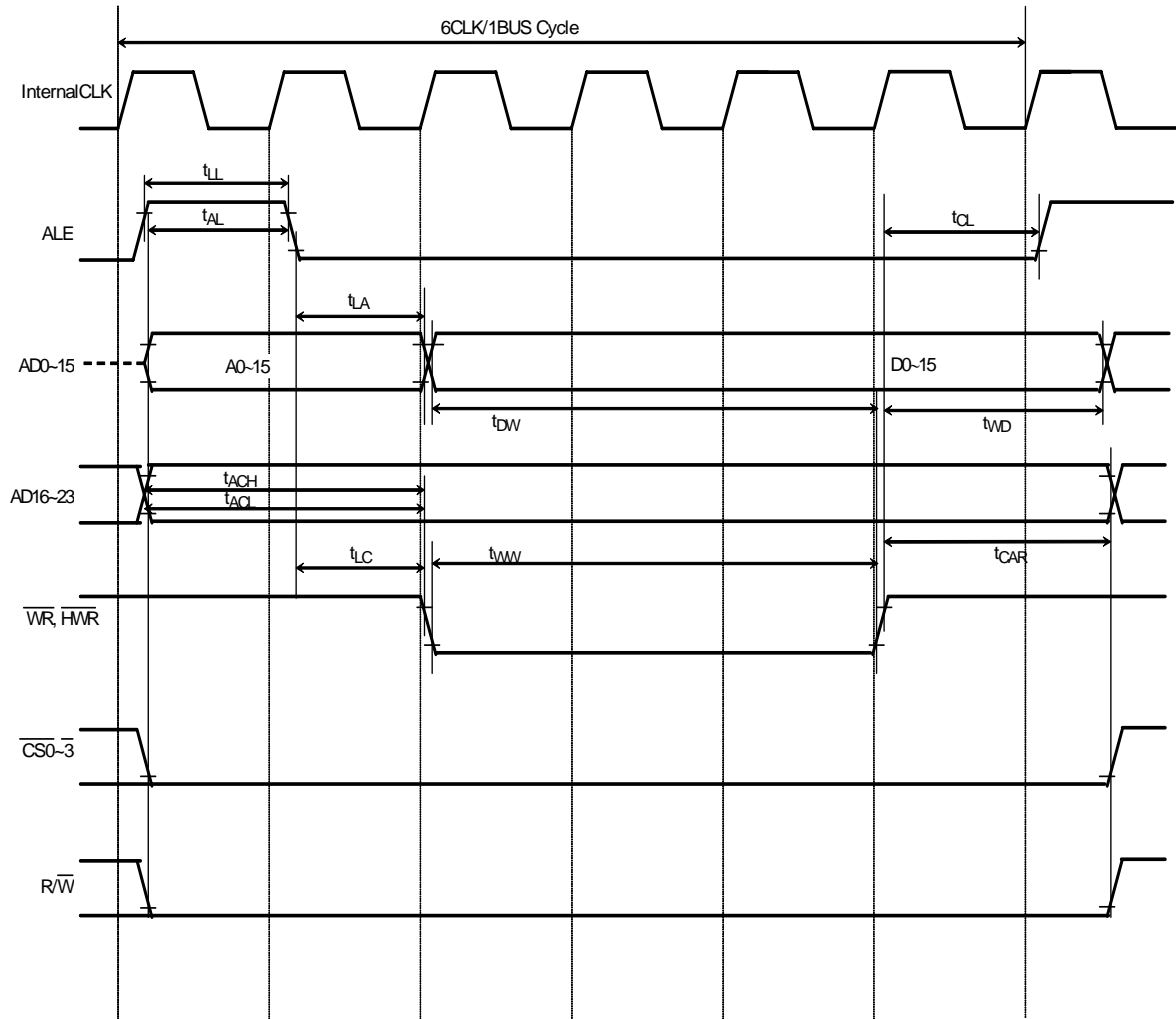 6CLK/1BUS Cycle
InternalCLK
tLL
tAL
tCL
ALE
tLA
AD0~15
A0~15
D0~15
tDW
tWD
tACH
AD16~23
tACL
tLC
tWW
tCAR
WR, HWR
CS0~3
R/W